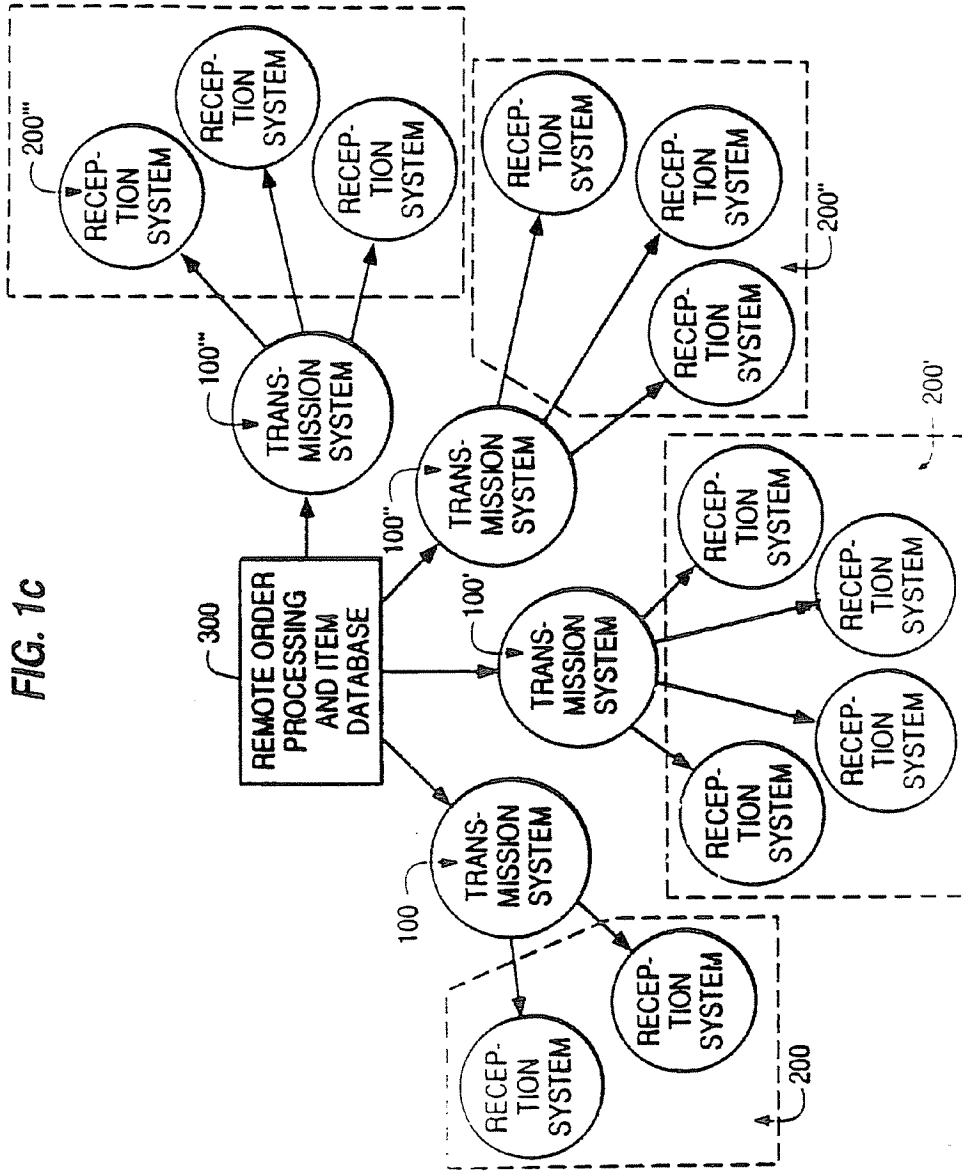 FIG. 1c
300
REMOTE ORDER
PROCESSING
AND ITEM
DATABASE
100
TRANS-
MISSION
SYSTEM
RECEP-
TION
SYSTEM
RECEP-
TION
SYSTEM
200
100'
TRANS-
MISSION
SYSTEM
RECEP-
TION
SYSTEM
RECEP-
TION
SYSTEM
RECEP-
TION
SYSTEM
RECEP-
TION
SYSTEM
200'
100"
TRANS-
MISSION
SYSTEM
RECEP-
TION
SYSTEM
RECEP-
TION
SYSTEM
RECEP-
TION
SYSTEM
200"
100'''
TRANS-
MISSION
SYSTEM
200'''
RECEP-
TION
SYSTEM
RECEP-
TION
SYSTEM
RECEP-
TION
SYSTEM